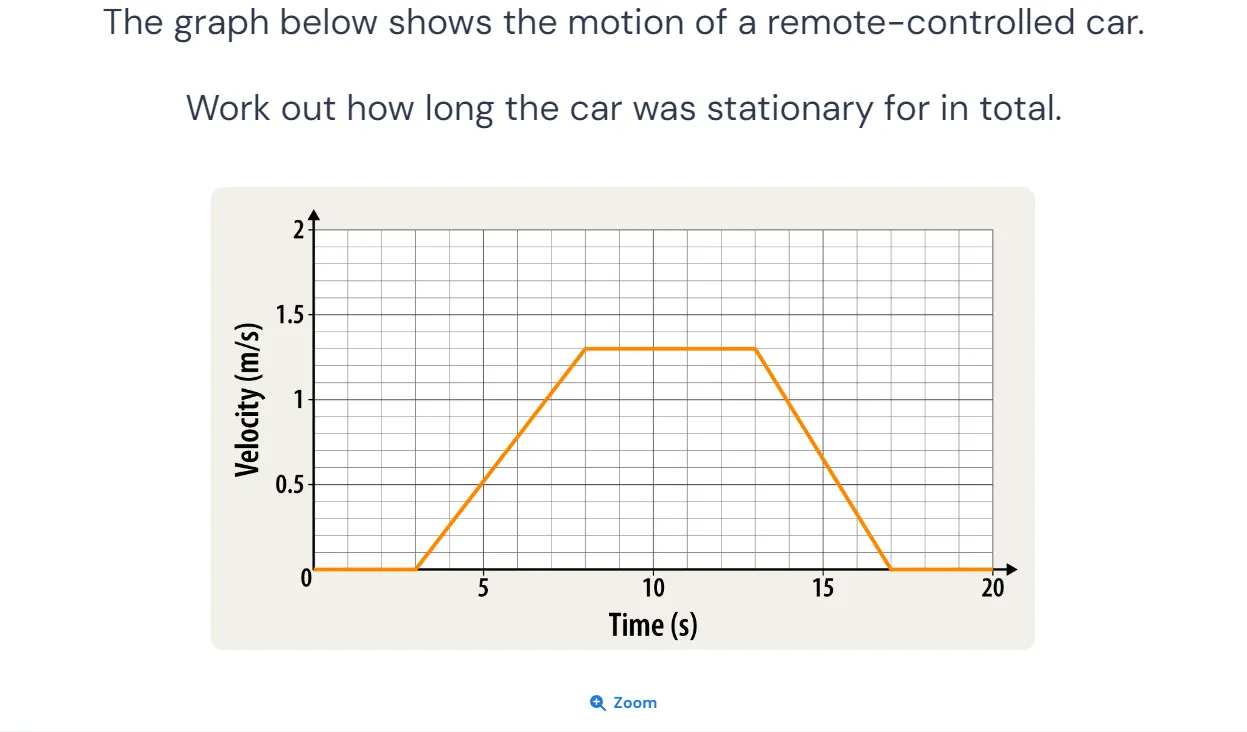 The graph below shows the motion of a remote-controlled car.
Work out how long the car was stationary for in total.
2
1.5
1
0.5
0
Velocity (m/s)
5 10 15 20
Time (s)
Zoom